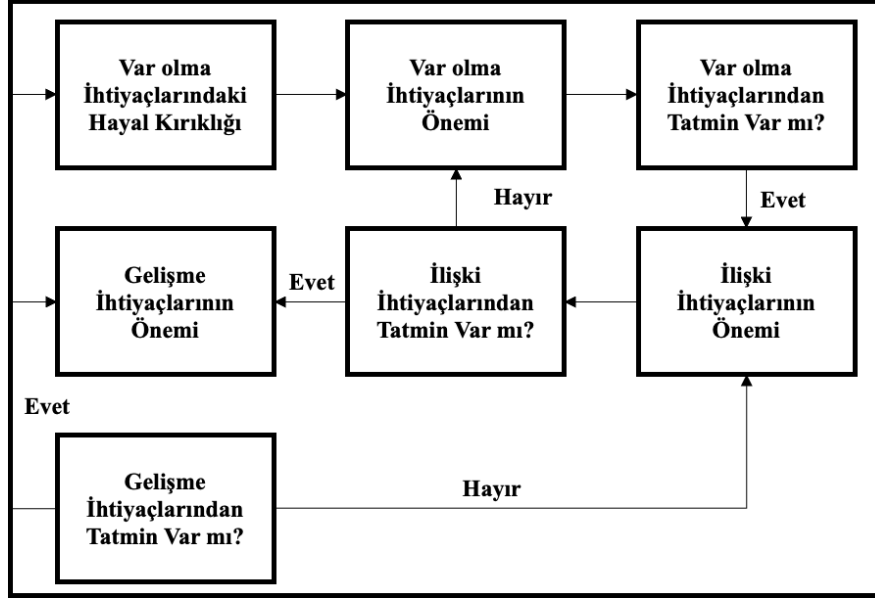 Var olma
İhtiyaçlarındaki
Hayal Kırıklığı
Var olma
İhtiyaçlarının
Önemi
Var olma
İhtiyaçlarından
Tatmin Var mı?
Hayır
Evet
Gelişme
İhtiyaçlarının
Önemi
Evet
İlişki
İhtiyaçlarından
Tatmin Var mı?
İlişki
İhtiyaçlarının
Önemi
Evet
Gelişme
İhtiyaçlarından
Tatmin Var mı?
Hayır